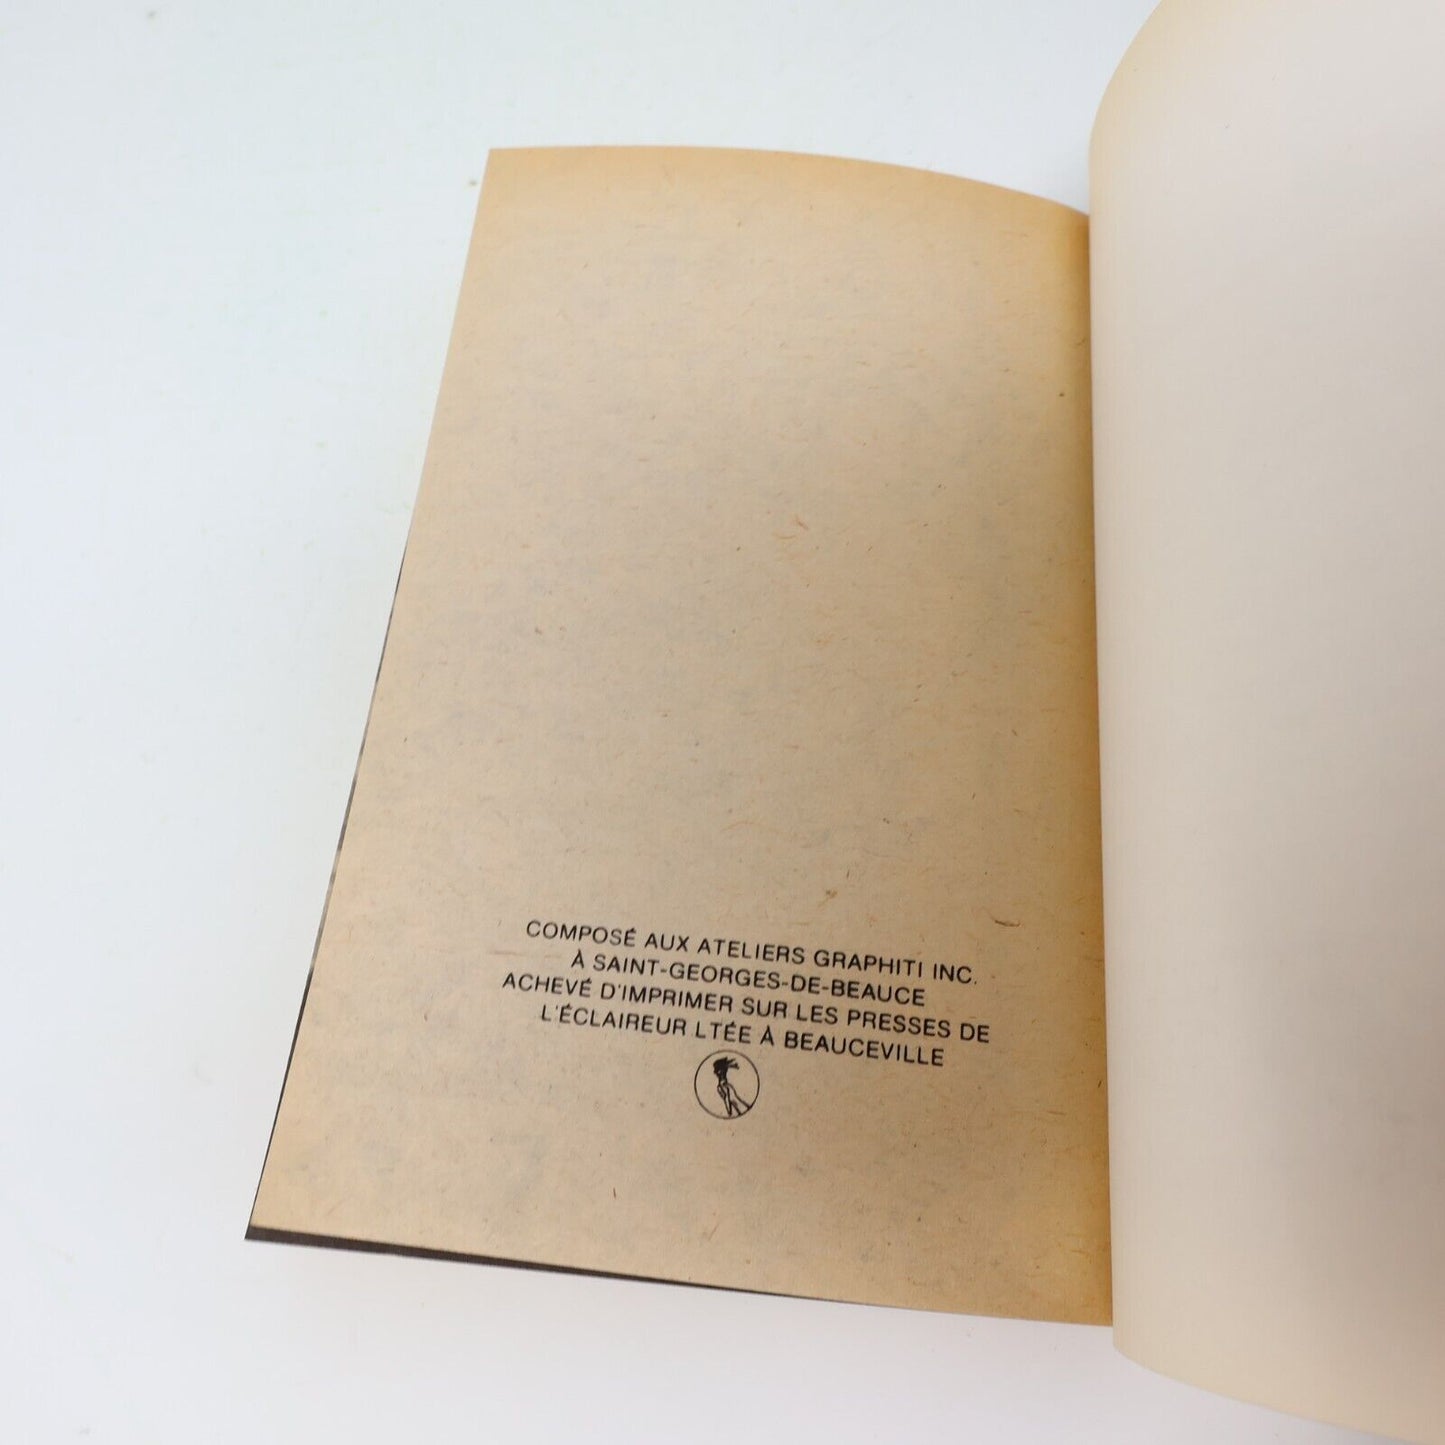 COMPOSÉ AUX ATELIERS GRAPHITI INC.
À SAINT-GEORGES-DE-BEAUCE
ACHEVÉ D'IMPRIMER SUR LES PRESSES DE
L'ÉCLAIREUR LTÉE À BEAUCEVILLE